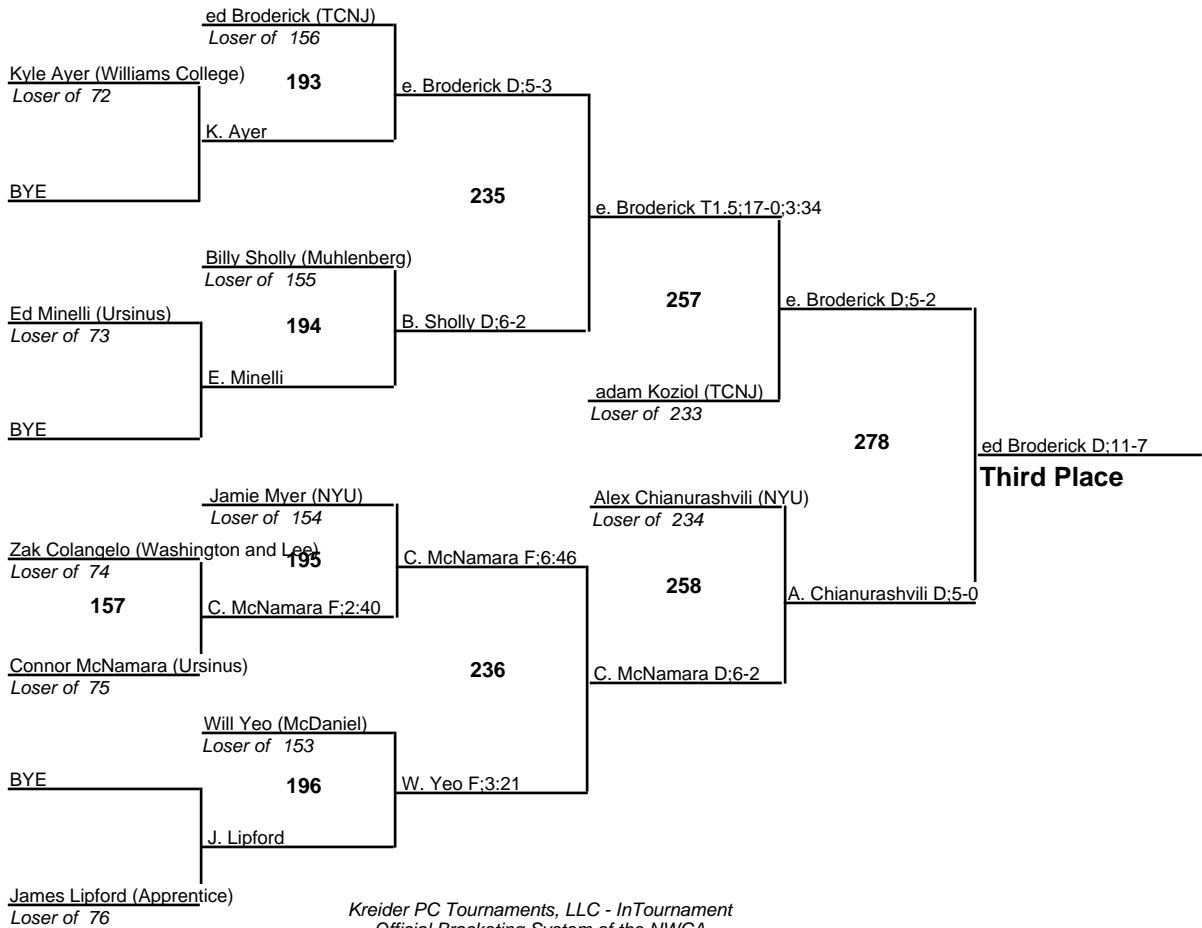 ed Broderick (TCNJ)
Loser of 156
Kyle Ayer (Williams College)
Loser of 72
193
e. Broderick D;5-3
K. Ayer
BYE
235
e. Broderick T1.5;17-0;3:34
Billy Sholly (Muhlenberg)
Loser of 155
Ed Minelli (Ursinus)
Loser of 73
194
B. Sholly D;6-2
257
e. Broderick D;5-2
E. Minelli
adam Koziol (TCNJ)
Loser of 233
BYE
278
ed Broderick D;11-7
Third Place
Jamie Myer (NYU)
Loser of 154
Alex Chianurashvili (NYU)
Loser of 234
Zak Colangelo (Washington and Lee)
Loser of 74
195
C. McNamara F;6:46
157
C. McNamara F;2:40
258
A. Chianurashvili D;5-0
Connor McNamara (Ursinus)
Loser of 75
236
C. McNamara D;6-2
Will Yeo (McDaniel)
Loser of 153
BYE
196
W. Yeo F;3:21
J. Lipford
James Lipford (Apprentice)
Loser of 76
Kreider PC Tournaments, LLC - InTournament
Official Bracketing System of the NWCA